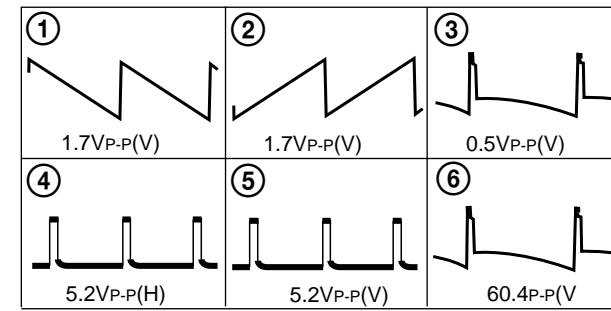 ① ② ③
1.7VP-P(V) 1.7VP-P(V) 0.5VP-P(V)
④ ⑤ ⑥
5.2VP-P(H) 5.2VP-P(V) 60.4P-P(V